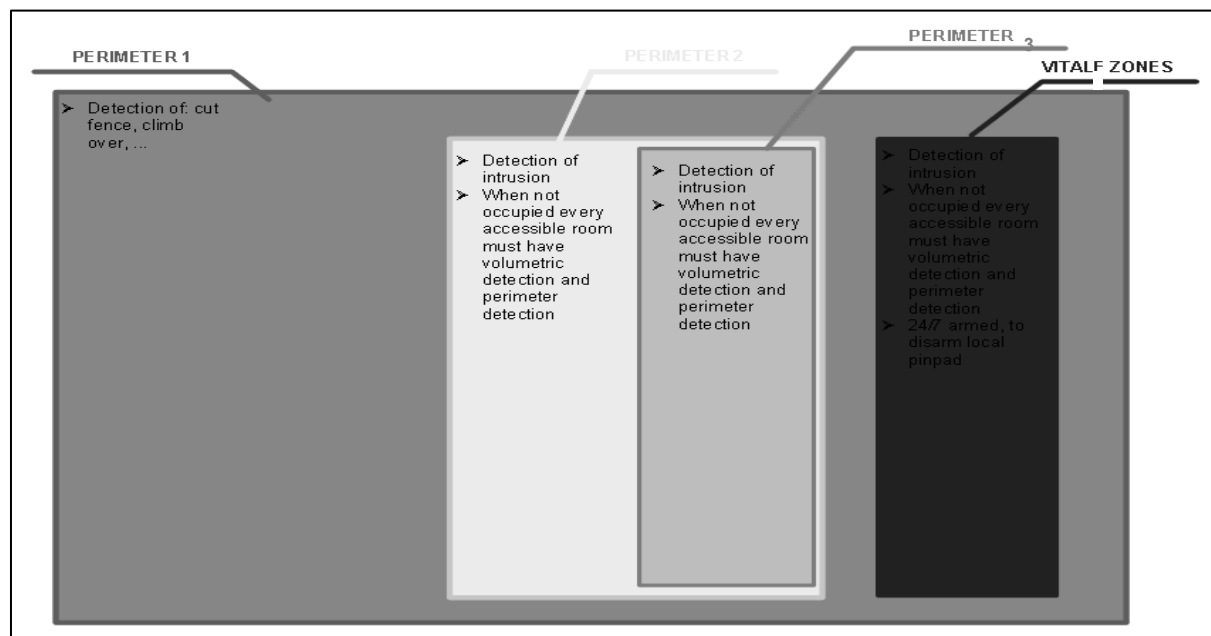 PERIMETER 1
➢ Detection of: cut
fence, climb
over, ...
PERIMETER 2
➢ Detection of
intrusion
➢ When not
occupied every
accessible room
must have
volumetric
detection and
perimeter
detection
PERIMETER 3
➢ Detection of
intrusion
➢ When not
occupied every
accessible room
must have
volumetric
detection and
perimeter
detection
VITALE ZONES
➢ Detection of
intrusion
➢ When not
occupied every
accessible room
must have
volumetric
detection and
perimeter
detection
➢ 24/7 armed, to
disarm local
pinpad